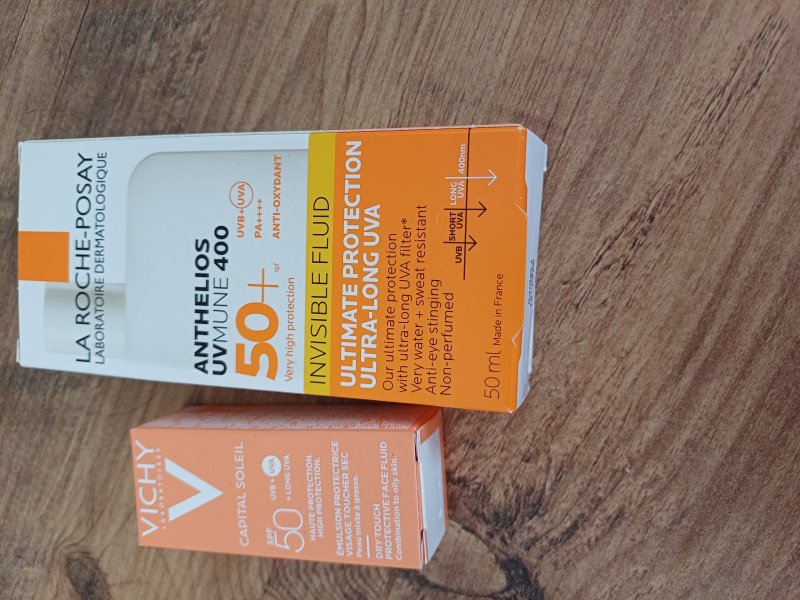 LA ROCHE-POSAY
LABORATOIRE DERMATOLOGIQUE
ANTHELIOS
UVMUNE 400
50+
spf
Very high protection
UVB+UVA
PA++++
ANTI-OXYDANT
INVISIBLE FLUID
ULTIMATE PROTECTION
ULTRA-LONG UVA
Our ultimate protection
with ultra-long UVA filter*
Very water + sweat resistant
Anti-eye stinging
Non-perfumed
UVB
SHORT UVA
LONG UVA
400nm
50 ml Made in France
VICHY
LABORATOIRES
V
CAPITAL SOLEIL
SPF
50
UVB + UVA
+ LONG UVA
HAUTE PROTECTION.
HIGH PROTECTION.
ÉMULSION PROTECTRICE
VISAGE TOUCHER SEC
Peau mixte à grasse.
DRY TOUCH
PROTECTIVE FACE FLUID
Combination to oily skin.